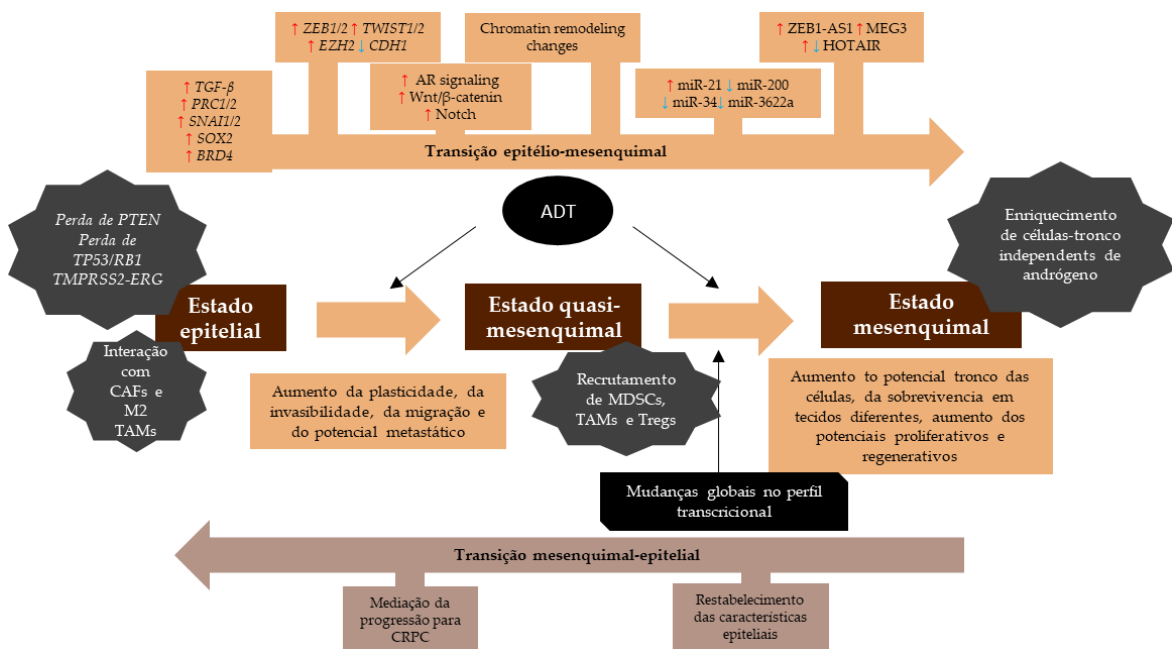 ↑ TGF-β
↑ PRC1/2
↑ SNAI1/2
↑ SOX2
↑ BRD4
↑ ZEB1/2 ↑ TWIST1/2
↑ EZH2 ↓ CDH1
↑ AR signaling
↑ Wnt/β-catenin
↑ Notch
Chromatin remodeling
changes
↑ miR-21 ↓ miR-200
↓ miR-34↓ miR-3622a
↑ ZEB1-AS1 ↑ MEG3
↑ ↓HOTAIR
Transição epitélio-mesenquimal
ADT
Perda de PTEN
Perda de
TP53/RB1
TMPRSS2-ERG
Estado
epitelial
Interação
com
CAFs e
M2
TAMs
Aumento da plasticidade, da
invasibilidade, da migração e
do potencial metastático
Estado quasi-
mesenquimal
Recrutamento
de MDSCs,
TAMs e Tregs
Enriquecimento
de células-tronco
independents de
andrógeno
Estado
mesenquimal
Aumento to potencial tronco das
células, da sobrevivencia em
tecidos diferentes, aumento dos
potenciais proliferativos e
regenerativos
Mudanças globais no perfil
transcricional
Transição mesenquimal-epitelial
Mediação da
progressão para
CRPC
Restabelecimento
das características
epiteliais